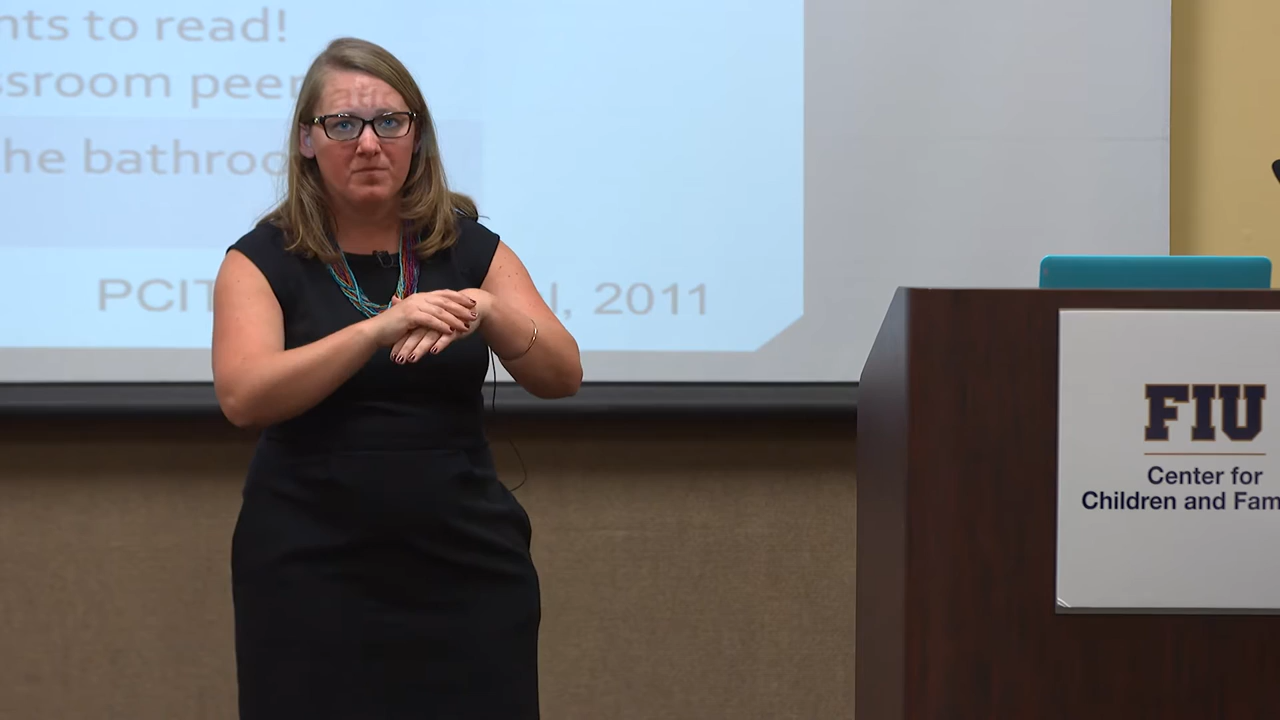 nts to read!
ssroom peer
he bathroo
PCIT , 2011
FIU
Center for
Children and Fam